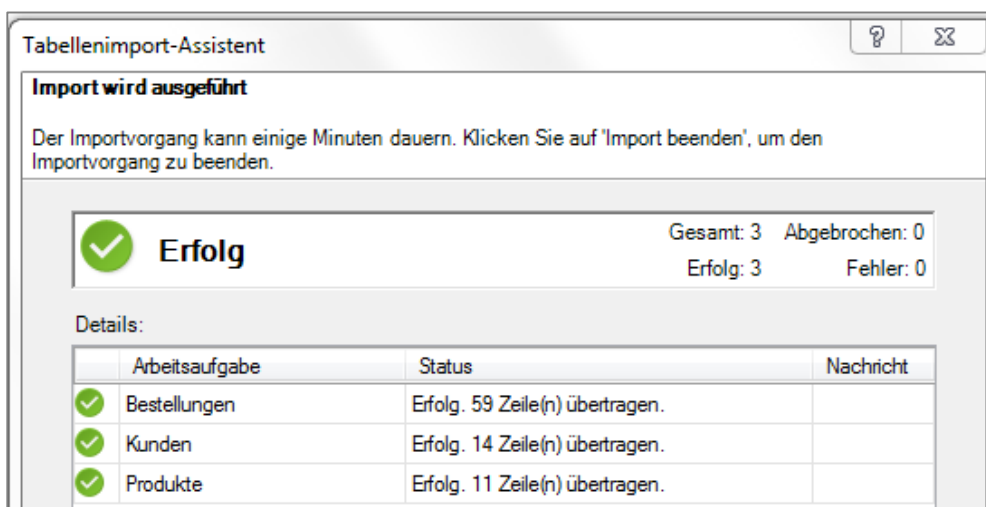 Tabellenimport-Assistent
Import wird ausgeführt
Der Importvorgang kann einige Minuten dauern. Klicken Sie auf 'Import beenden', um den
Importvorgang zu beenden.
Erfolg
Gesamt: 3 Abgebrochen: 0
Erfolg: 3 Fehler: 0
Details:
Arbeitsaufgabe Status Nachricht
Bestellungen Erfolg. 59 Zeile(n) übertragen.
Kunden Erfolg. 14 Zeile(n) übertragen.
Produkte Erfolg. 11 Zeile(n) übertragen.